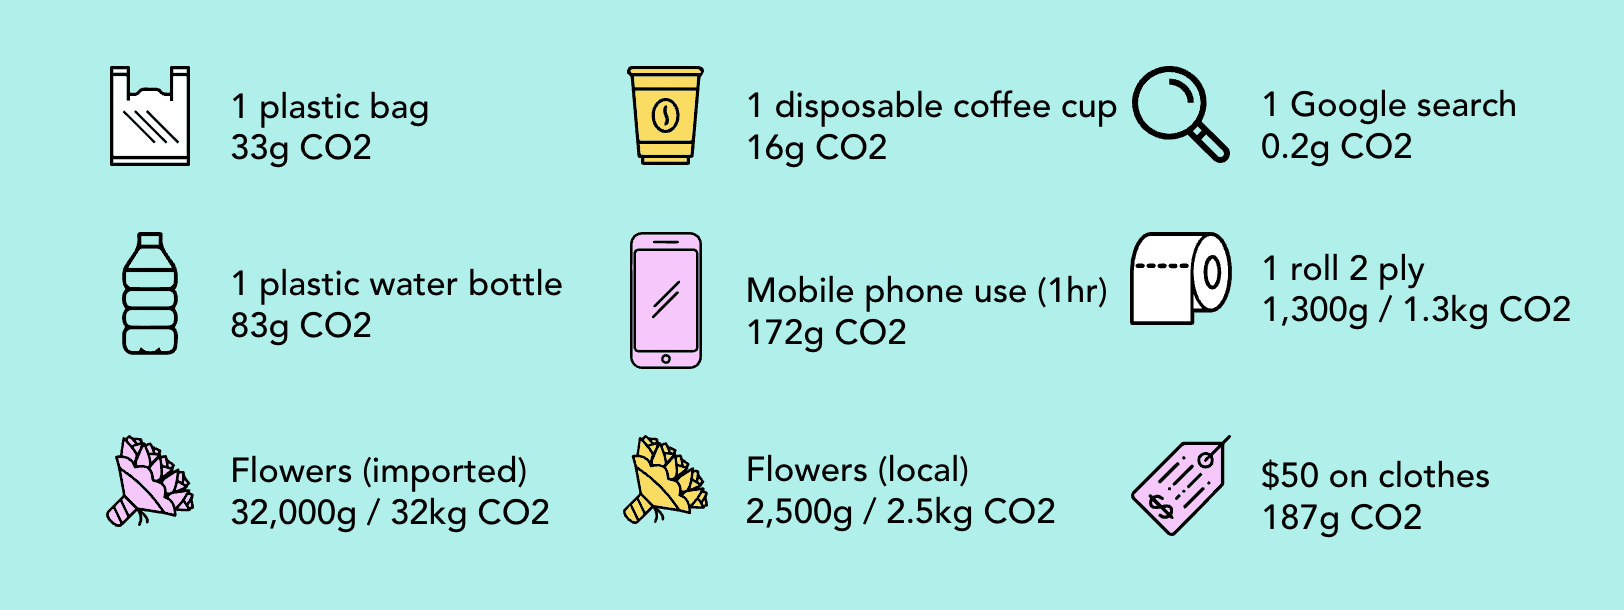 1 plastic bag
33g CO2
1 disposable coffee cup
16g CO2
1 Google search
0.2g CO2
1 plastic water bottle
83g CO2
Mobile phone use (1hr)
172g CO2
1 roll 2 ply
1,300g / 1.3kg CO2
Flowers (imported)
32,000g / 32kg CO2
Flowers (local)
2,500g / 2.5kg CO2
$
$50 on clothes
187g CO2